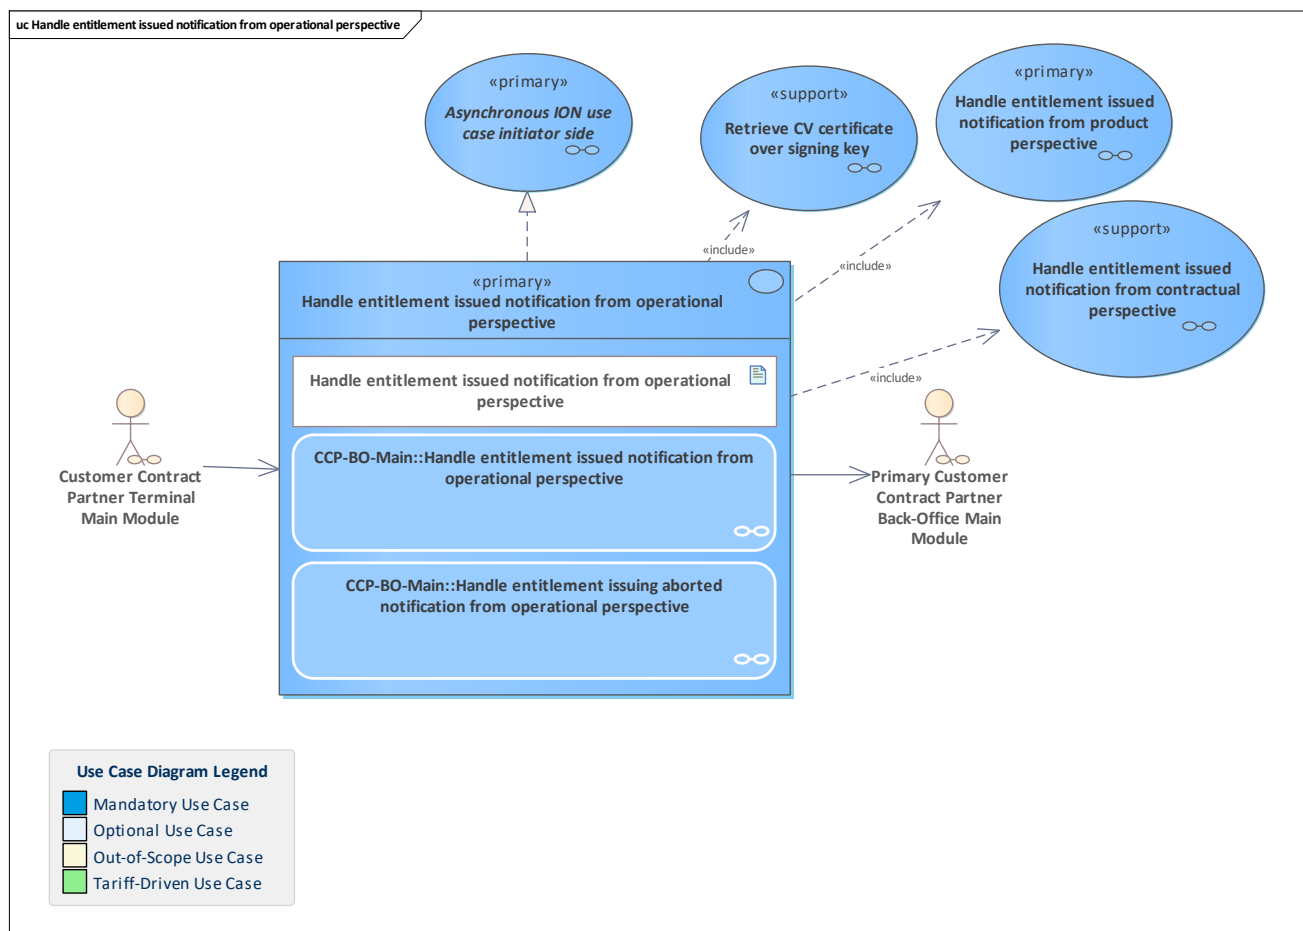 uc Handle entitlement issued notification from operational perspective
«primary»
Asynchronous ION use
case initiator side
«support»
Retrieve CV certificate
over signing key
«primary»
Handle entitlement issued
notification from product
perspective
«support»
Handle entitlement issued
notification from contractual
perspective
«include»
«include»
«include»
«primary»
Handle entitlement issued notification from operational
perspective
Handle entitlement issued notification from operational
perspective
CCP-BO-Main::Handle entitlement issued notification from
operational perspective
CCP-BO-Main::Handle entitlement issuing aborted
notification from operational perspective
Customer Contract
Partner Terminal
Main Module
Primary Customer
Contract Partner
Back-Office Main
Module
Use Case Diagram Legend
Mandatory Use Case
Optional Use Case
Out-of-Scope Use Case
Tariff-Driven Use Case